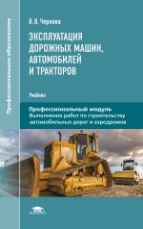 Профессиональное образование
В. В. Чернова
ЭКСПЛУАТАЦИЯ
ДОРОЖНЫХ МАШИН,
АВТОМОБИЛЕЙ
И ТРАКТОРОВ
Учебник
Профессиональный модуль
Выполнение работ по строительству
автомобильных дорог и аэродромов